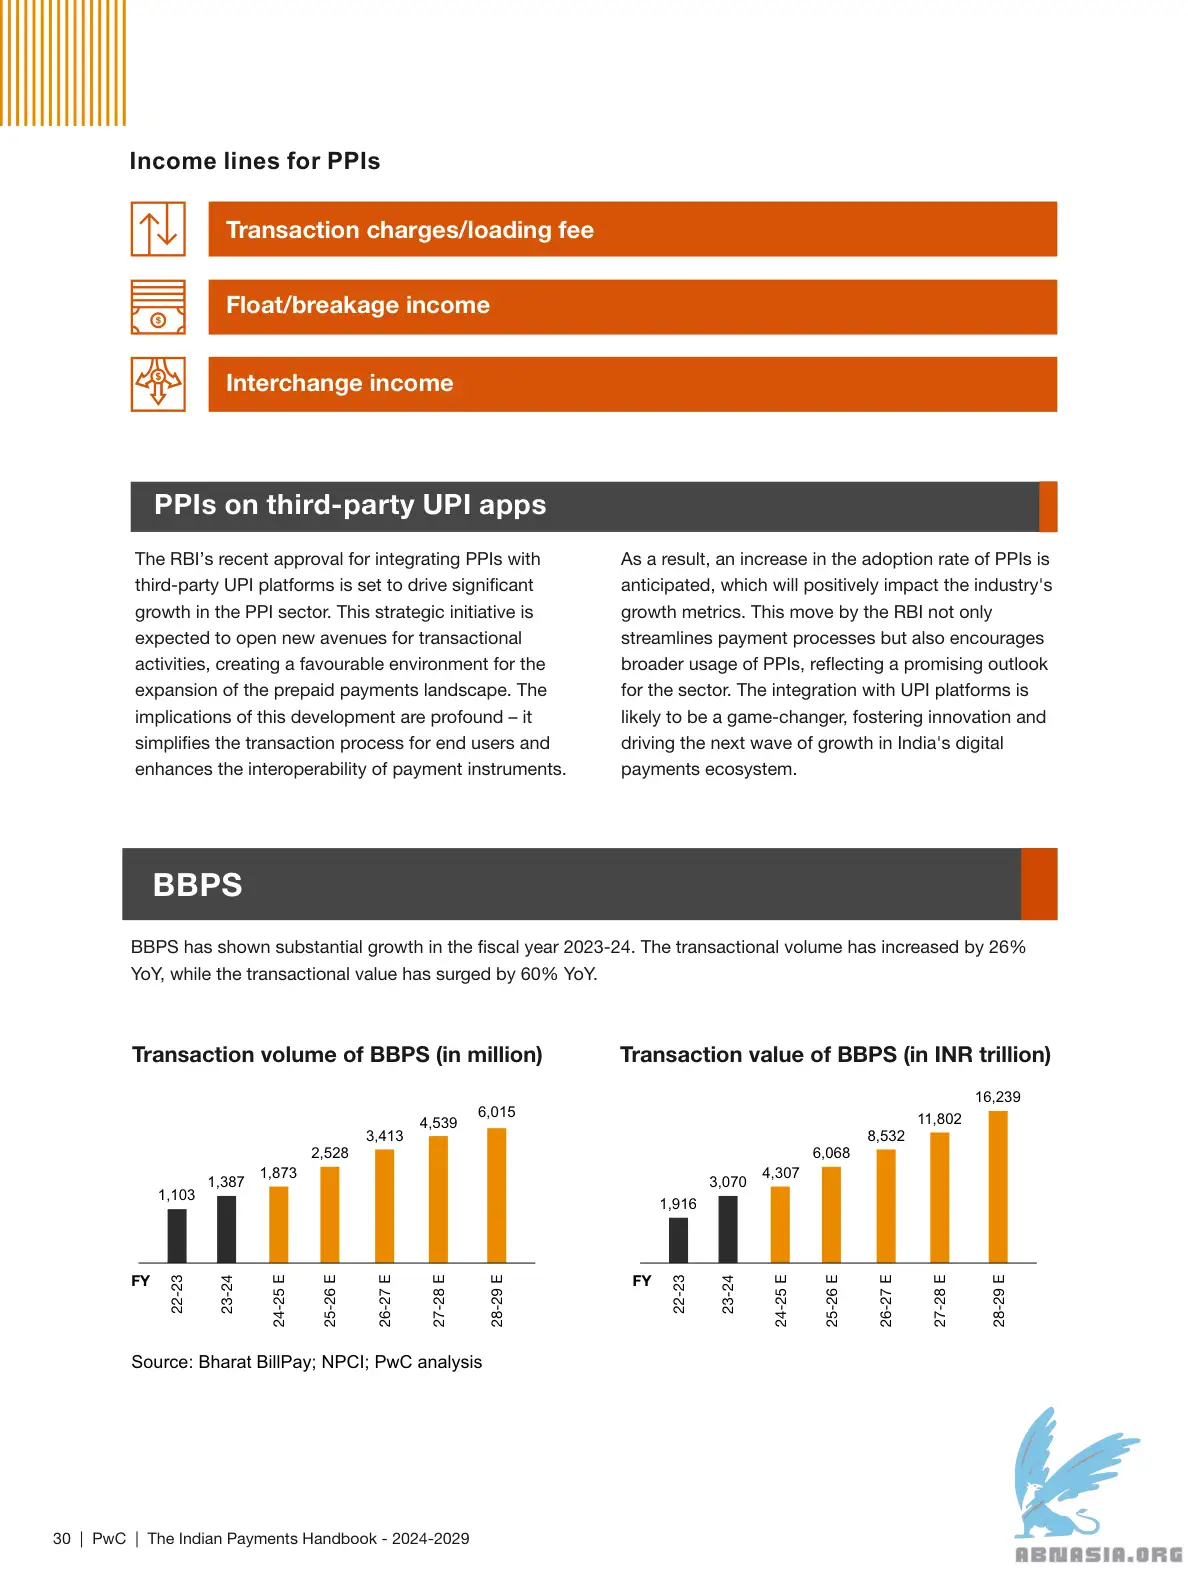 Income lines for PPIs
Transaction charges/loading fee
Float/breakage income
Interchange income
PPIs on third-party UPI apps
The RBI’s recent approval for integrating PPIs with
third-party UPI platforms is set to drive significant
growth in the PPI sector. This strategic initiative is
expected to open new avenues for transactional
activities, creating a favourable environment for the
expansion of the prepaid payments landscape. The
implications of this development are profound – it
simplifies the transaction process for end users and
enhances the interoperability of payment instruments.
As a result, an increase in the adoption rate of PPIs is
anticipated, which will positively impact the industry's
growth metrics. This move by the RBI not only
streamlines payment processes but also encourages
broader usage of PPIs, reflecting a promising outlook
for the sector. The integration with UPI platforms is
likely to be a game-changer, fostering innovation and
driving the next wave of growth in India's digital
payments ecosystem.
BBPS
BBPS has shown substantial growth in the fiscal year 2023-24. The transactional volume has increased by 26%
YoY, while the transactional value has surged by 60% YoY.
Transaction volume of BBPS (in million)
1,103
1,387
1,873
2,528
3,413
4,539
6,015
FY
22-23
23-24
24-25 E
25-26 E
26-27 E
27-28 E
28-29 E
Transaction value of BBPS (in INR trillion)
1,916
3,070
4,307
6,068
8,532
11,802
16,239
FY
22-23
23-24
24-25 E
25-26 E
26-27 E
27-28 E
28-29 E
Source: Bharat BillPay; NPCI; PwC analysis
30 | PwC | The Indian Payments Handbook - 2024-2029
ABNASIA.ORG